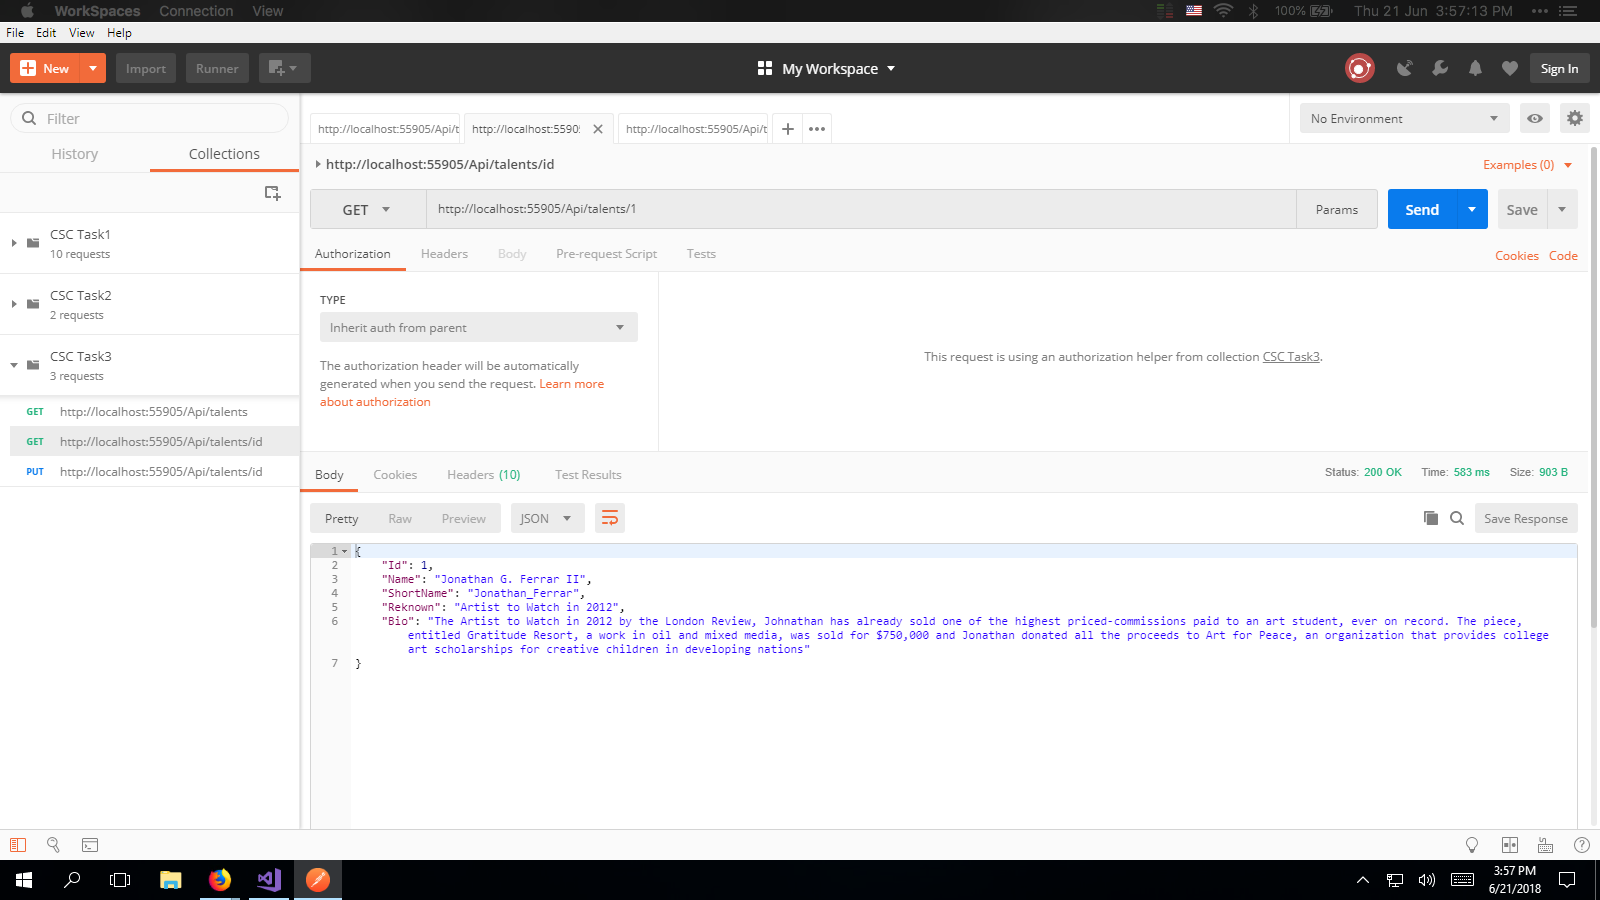 WorkSpaces Connection View 100% Thu 21 Jun 3:57:13 PM
File Edit View Help
New Import Runner My Workspace Sign In
Filter
History Collections
CSC Task1
10 requests
CSC Task2
2 requests
CSC Task3
3 requests
GET http://localhost:55905/Api/talents
GET http://localhost:55905/Api/talents/id
PUT http://localhost:55905/Api/talents/id
http://localhost:55905/Api/t http://localhost:5590! http://localhost:55905/Api/t
No Environment
http://localhost:55905/Api/talents/id Examples (0)
GET http://localhost:55905/Api/talents/1 Params Send Save
Authorization Headers Body Pre-request Script Tests Cookies Code
TYPE
Inherit auth from parent
The authorization header will be automatically
generated when you send the request. Learn more
about authorization
This request is using an authorization helper from collection CSC Task3.
Body Cookies Headers (10) Test Results Status: 200 OK Time: 583 ms Size: 903 B
Pretty Raw Preview JSON Save Response
1 {
2 "Id": 1,
3 "Name": "Jonathan G. Ferrar II",
4 "ShortName": "Jonathan_Ferrar",
5 "Reknown": "Artist to Watch in 2012",
6 "Bio": "The Artist to Watch in 2012 by the London Review, Johnathan has already sold one of the highest priced-commissions paid to an art student, ever on record. The piece,
entitled Gratitude Resort, a work in oil and mixed media, was sold for $750,000 and Jonathan donated all the proceeds to Art for Peace, an organization that provides college
art scholarships for creative children in developing nations"
7 }
3:57 PM
6/21/2018